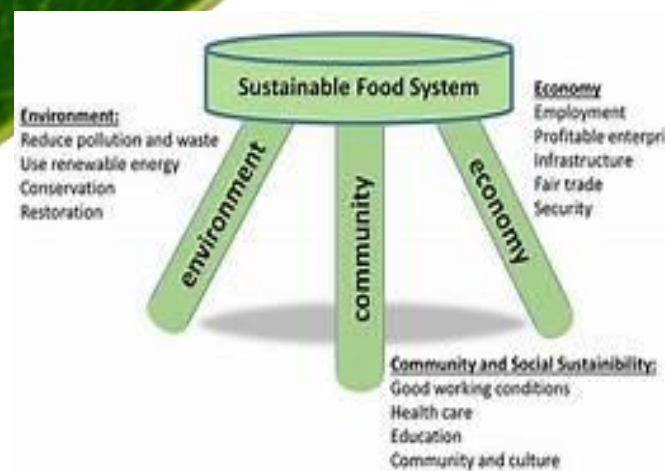 Sustainable Food System
Environment:
Reduce pollution and waste
Use renewable energy
Conservation
Restoration
environment
community
economy
Economy
Employment
Profitable enterpri
Infrastructure
Fair trade
Security
Community and Social Sustainibility:
Good working conditions
Health care
Education
Community and culture